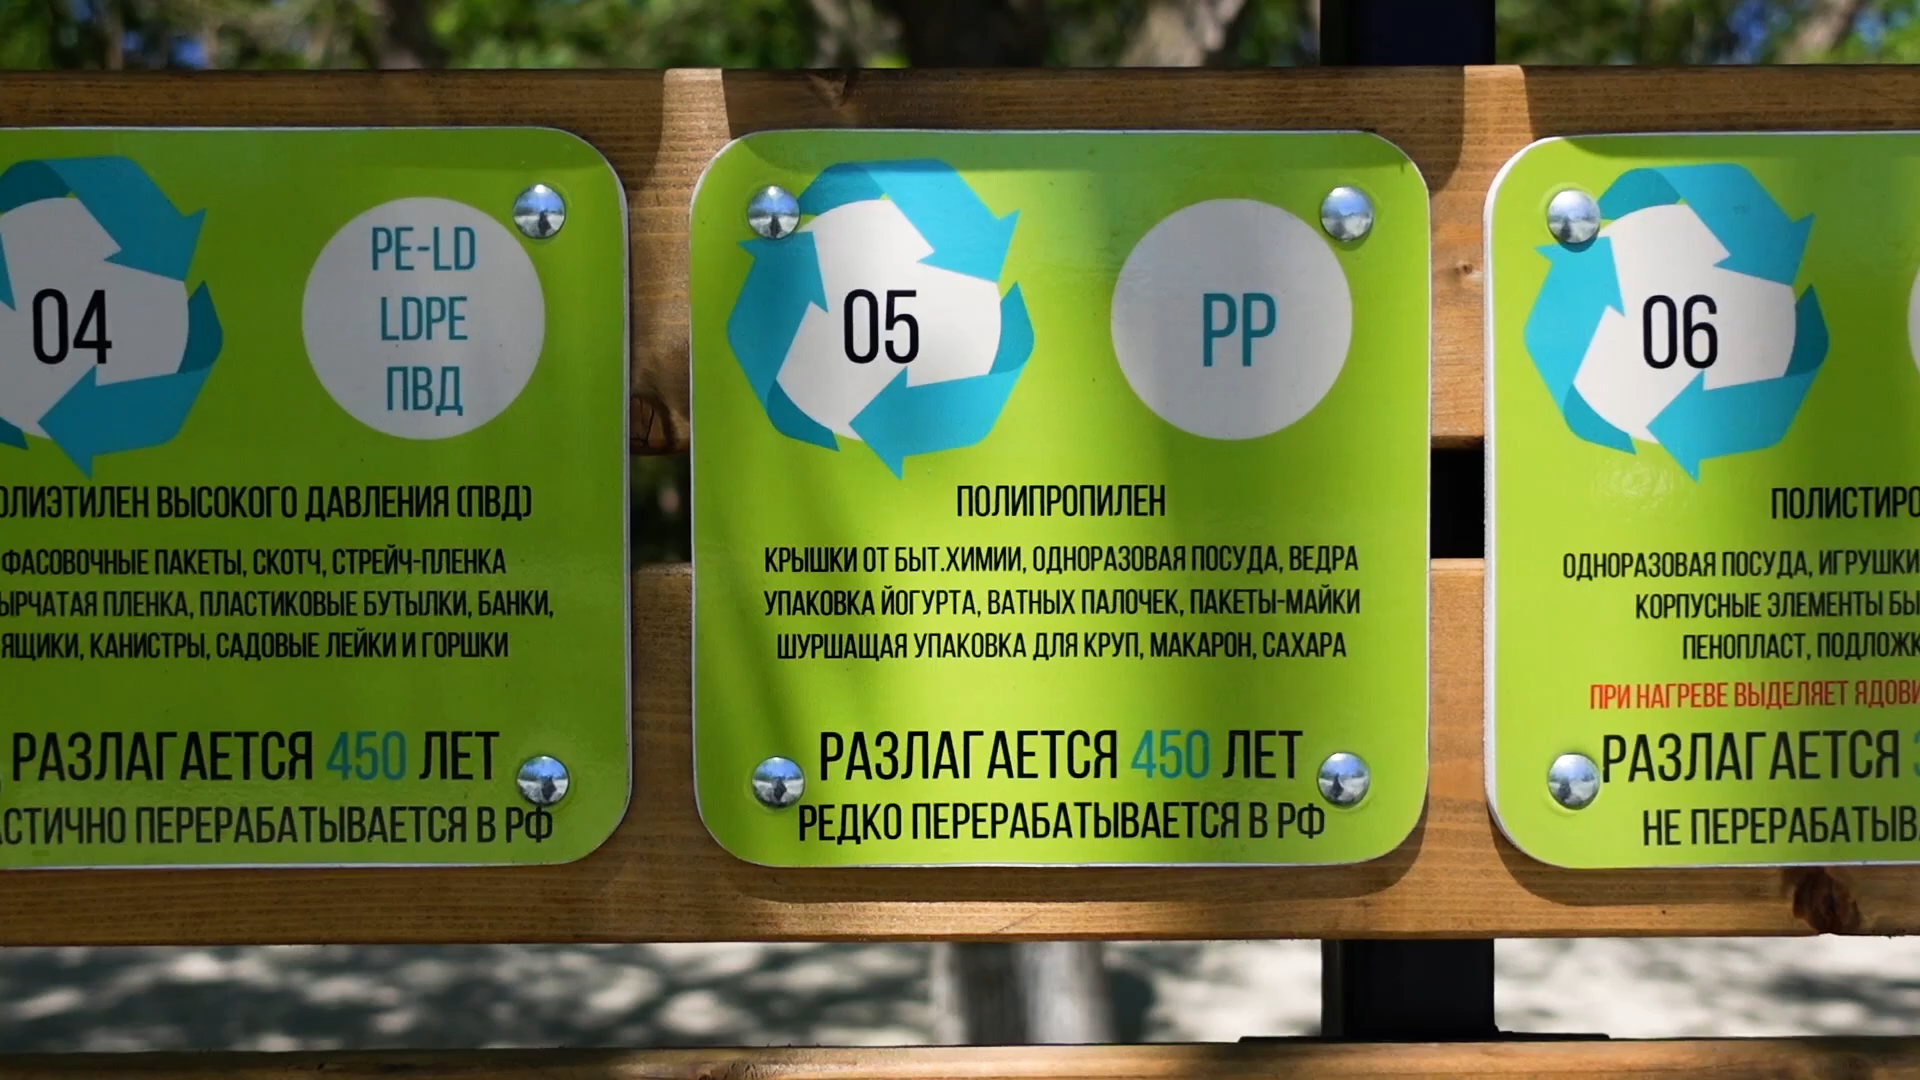 04
PE-LD
LDPE
ПВД
ПОЛИЭТИЛЕН ВЫСОКОГО ДАВЛЕНИЯ (ПВД)
ФАСОВОЧНЫЕ ПАКЕТЫ, СКОТЧ, СТРЕЙЧ-ПЛЕНКА
ПЛЕНКА, ПЛАСТИКОВЫЕ БУТЫЛКИ, БАНКИ,
ЯЩИКИ, КАНИСТРЫ, САДОВЫЕ ЛЕЙКИ И ГОРШКИ
РАЗЛАГАЕТСЯ 450 ЛЕТ
ПЕРЕРАБАТЫВАЕТСЯ В РФ
05
PP
ПОЛИПРОПИЛЕН
КРЫШКИ ОТ БЫТ.ХИМИИ, ОДНОРАЗОВАЯ ПОСУДА, ВЕДРА
УПАКОВКА ЙОГУРТА, ВАТНЫХ ПАЛОЧЕК, ПАКЕТЫ-МАЙКИ
ШУРШАЩАЯ УПАКОВКА ДЛЯ КРУП, МАКАРОН, САХАРА
РАЗЛАГАЕТСЯ 450 ЛЕТ
РЕДКО ПЕРЕРАБАТЫВАЕТСЯ В РФ
06
ПОЛИСТИРО
ОДНОРАЗОВАЯ ПОСУДА, ИГРУШКИ
КОРПУСНЫЕ ЭЛЕМЕНТЫ БЫ
ПЕНОПЛАСТ, ПОДЛОЖК
ПРИ НАГРЕВЕ ВЫДЕЛЯЕТ ЯДОВИ
РАЗЛАГАЕТСЯ
НЕ ПЕРЕРАБАТЫВ